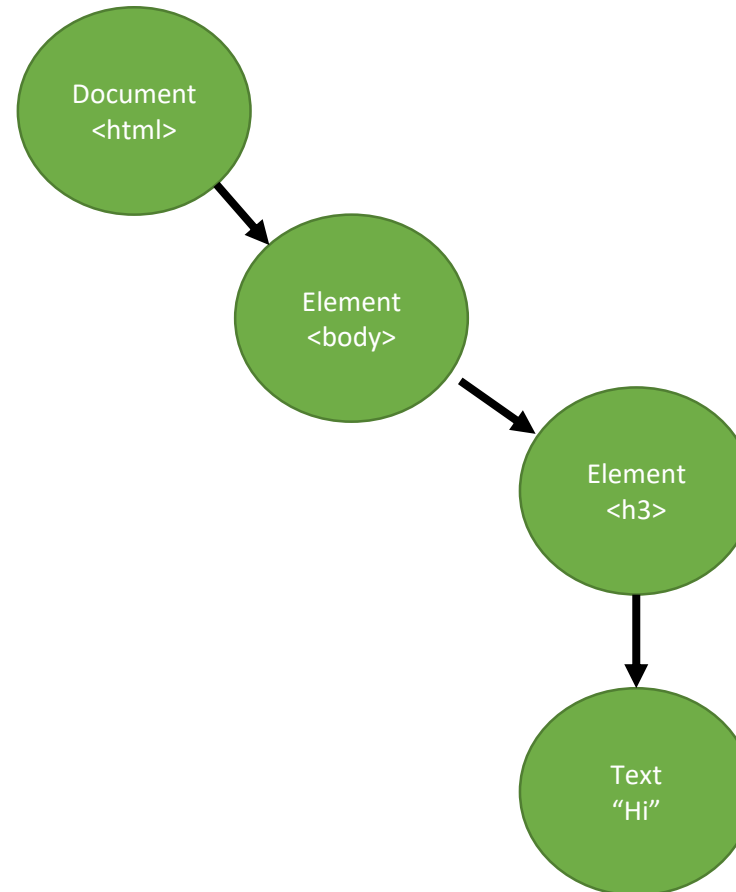 Document
<html>
Element
<body>
Element
<h3>
Text
“Hi”